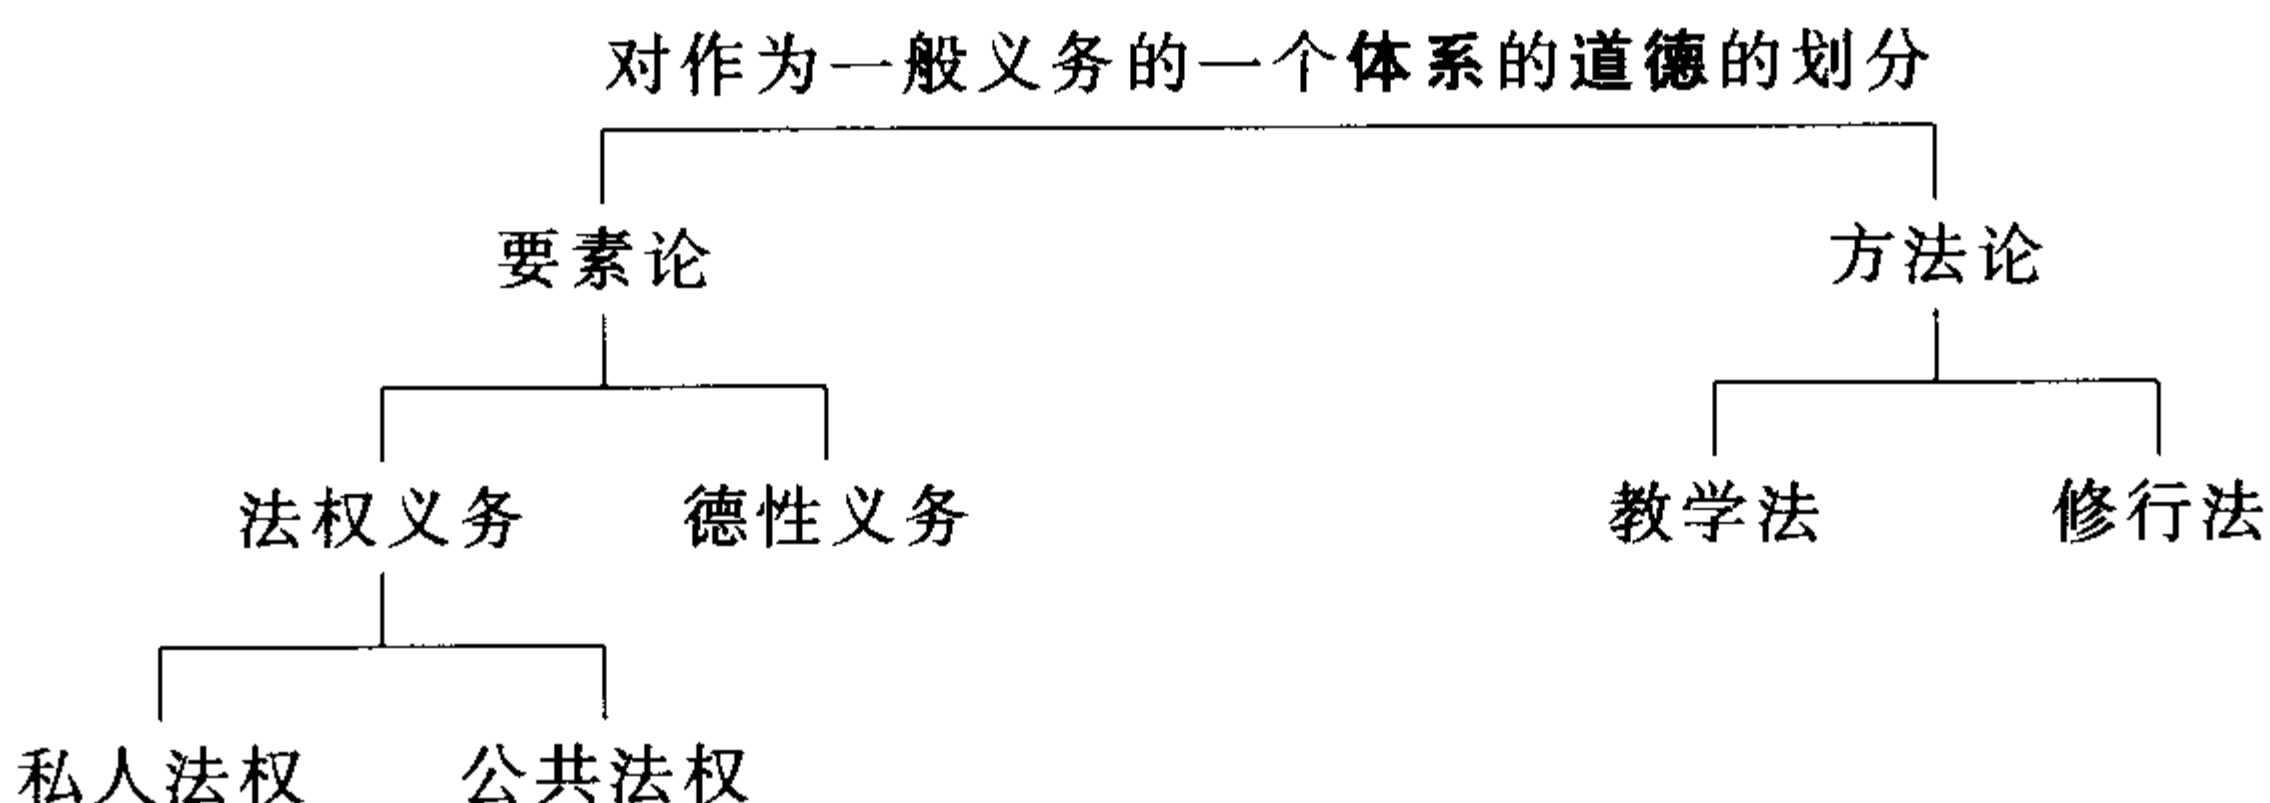 对作为一般义务的一个体系的道德的划分
要素论 方法论
法权义务 德性义务 教学法 修行法
私人法权 公共法权